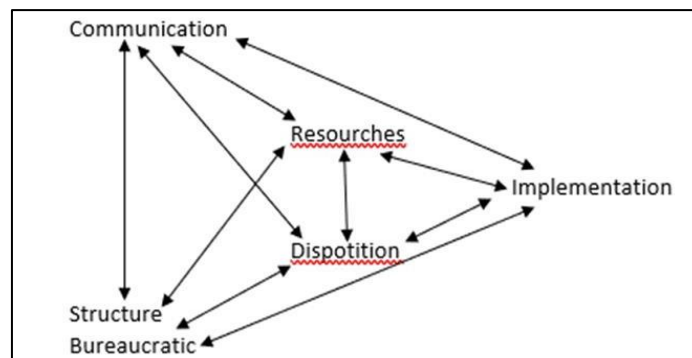 Communication
Resourches
Implementation
Dispotition
Structure
Bureaucratic